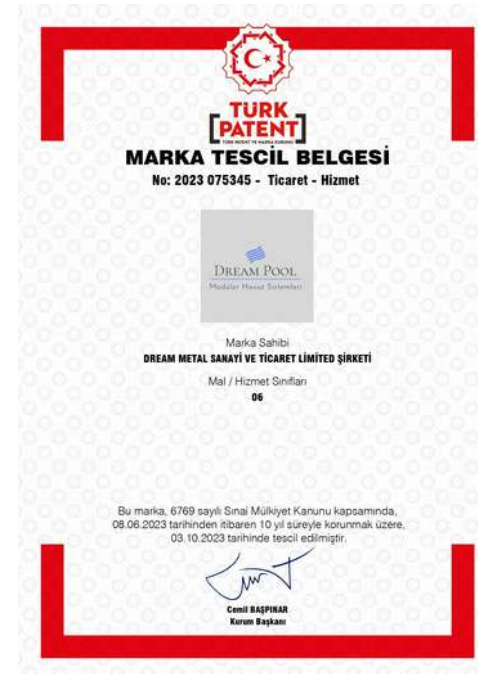 TÜRK
PATENT
TÜRK PATENT VE MARKA KURUMU
MARKA TESCİL BELGESİ
No: 2023 075345 - Ticaret - Hizmet
DREAM POOL
Modüler Havuz Sistemleri
Marka Sahibi
DREAM METAL SANAYİ VE TİCARET LİMİTED ŞİRKETİ
Mal / Hizmet Sınıfları
06
Bu marka, 6769 sayılı Sınai Mülkiyet Kanunu kapsamında,
08.06.2023 tarihinden itibaren 10 yıl süreyle korunmak üzere,
03.10.2023 tarihinde tescil edilmiştir.
Cemil BAŞPINAR
Kurum Başkanı